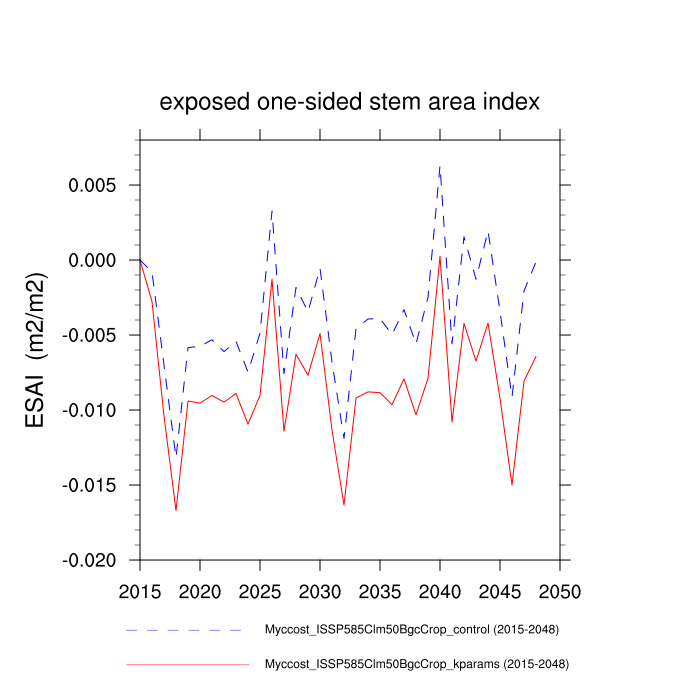 exposed one-sided stem area index
ESAI (m2/m2)
0.005
0.000
-0.005
-0.010
-0.015
-0.020
2015 2020 2025 2030 2035 2040 2045 2050
Myccost_ISSP585Clm50BgcCrop_control (2015-2048)
Myccost_ISSP585Clm50BgcCrop_kparams (2015-2048)